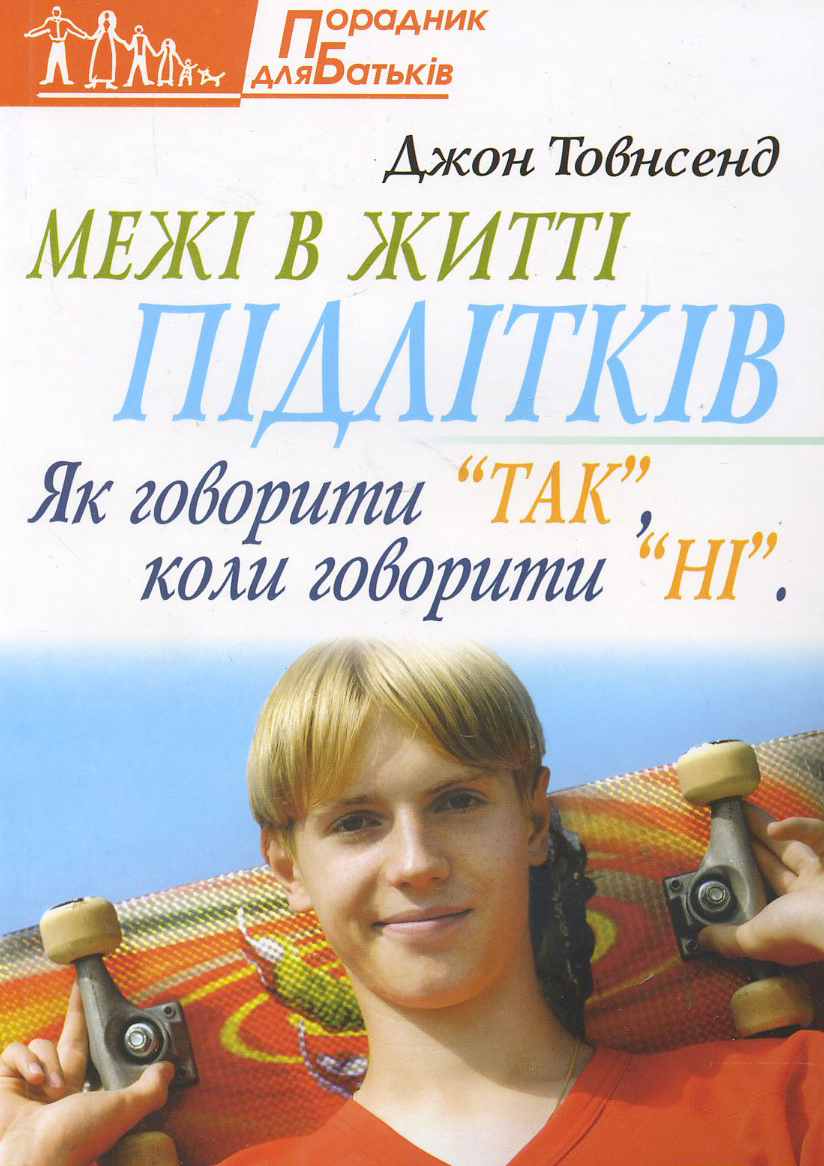 Порадник
для Батьків
Джон Товнсенд
МЕЖІ В ЖИТТІ
ПІДЛІТКІВ
Як говорити “ТАК”,
коли говорити “НІ”.